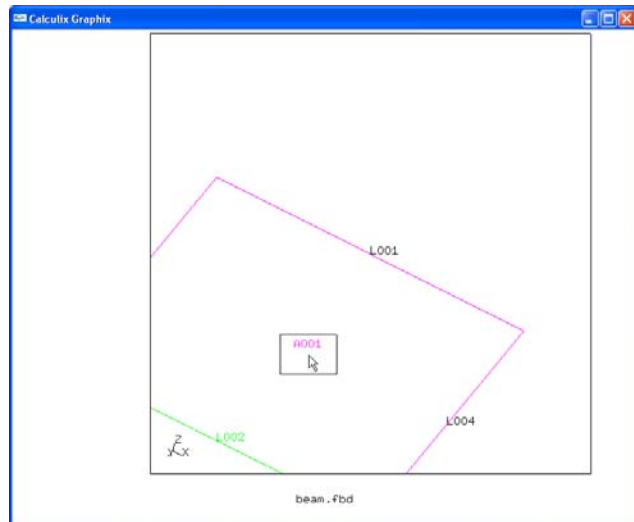 Calculix Graphix
L001
A001
L004
L002
Z
Y X
beam.fbd